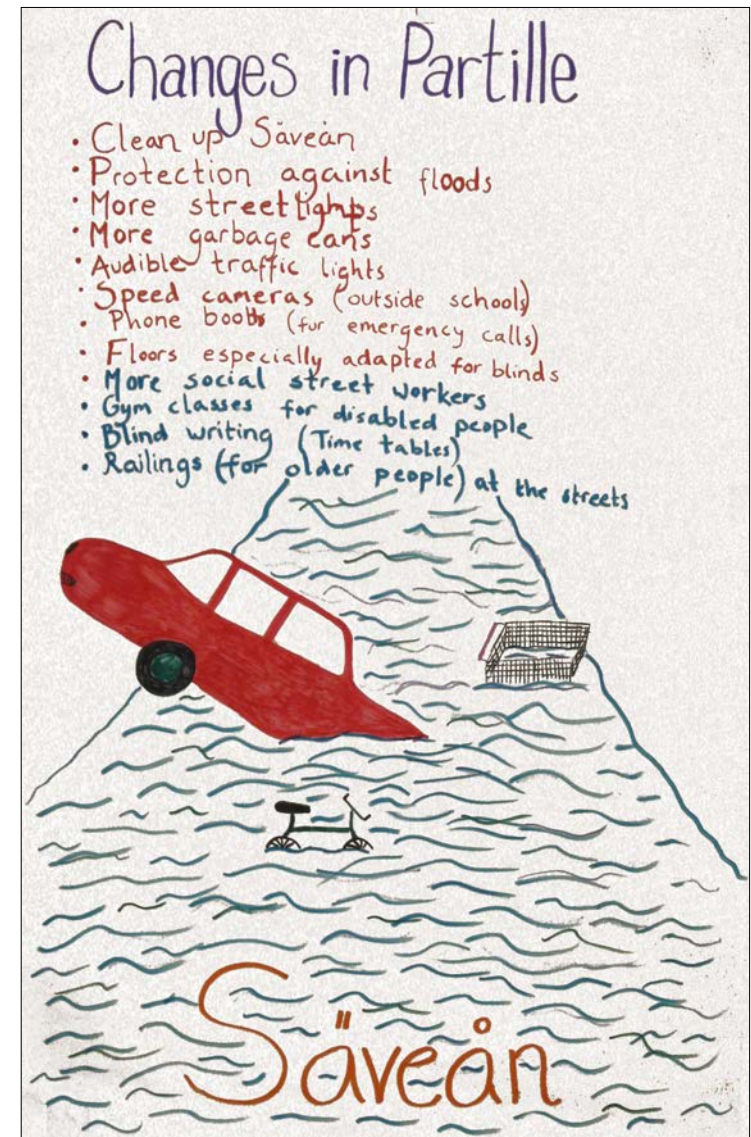 Changes in Partille
• Clean up Säveån
• Protection against floods
• More streetlights
• More garbage cans
• Audible traffic lights
• Speed cameras (outside schools)
• Phone booths (fur emergency calls)
• Floors especially adapted for blinds
• More social street workers
• Gym classes for disabled people
• Blind writing (Time tables)
• Railings (for older people) at the streets
Säveån